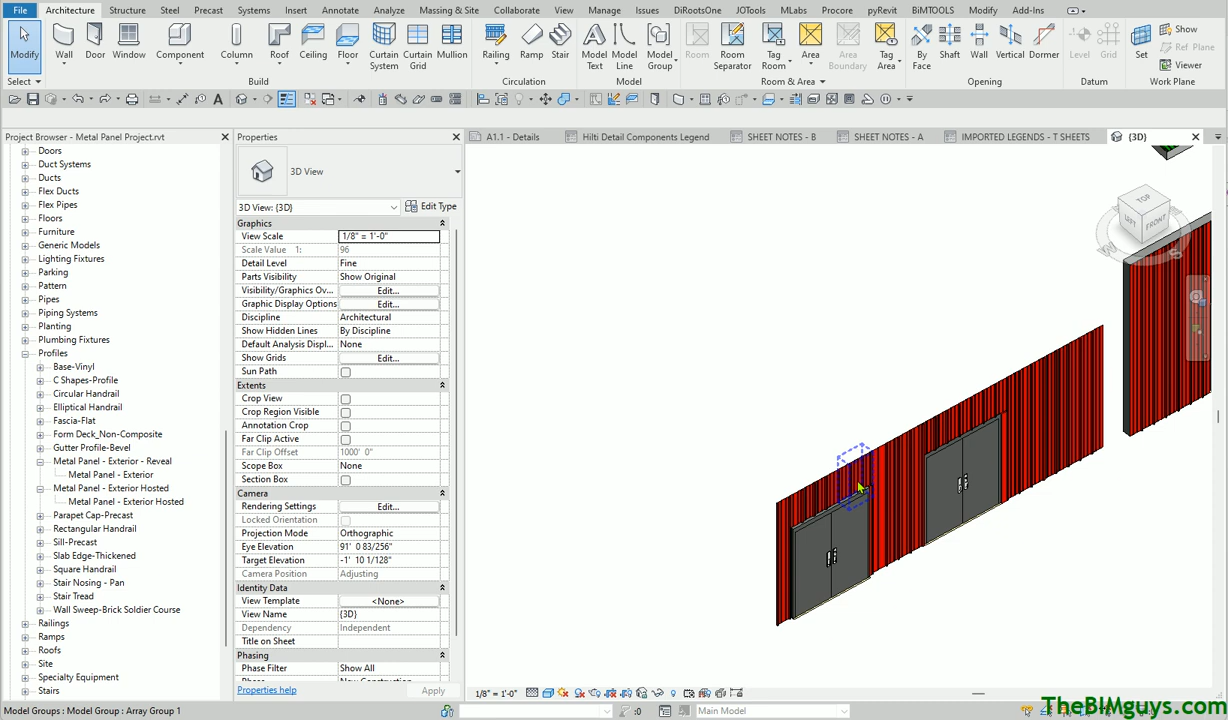 File Architecture Structure Steel Precast Systems Insert Annotate Analyze Massing & Site Collaborate View Manage Issues DiRootsOne JOTools MLabs Procore pyRevit BiMTOOLS Modify Add-Ins
Modify Wall Door Window Component Column Roof Ceiling Floor Curtain System Curtain Grid Mullion Railing Ramp Stair Model Text Model Line Model Group Room Room Separator Tag Room Area Area Boundary Tag Area By Face Shaft Wall Vertical Dormer Level Grid Set Show Ref Plane Viewer
Select Build Circulation Model Room & Area Opening Datum Work Plane
Project Browser - Metal Panel Project.rvt
Doors
Duct Systems
Ducts
Flex Ducts
Flex Pipes
Floors
Furniture
Generic Models
Lighting Fixtures
Parking
Pattern
Pipes
Piping Systems
Planting
Plumbing Fixtures
Profiles
Base-Vinyl
C Shapes-Profile
Circular Handrail
Elliptical Handrail
Fascia-Flat
Form Deck_Non-Composite
Gutter Profile-Bevel
Metal Panel - Exterior - Reveal
Metal Panel - Exterior
Metal Panel - Exterior Hosted
Metal Panel - Exterior Hosted
Parapet Cap-Precast
Rectangular Handrail
Sill-Precast
Slab Edge-Thickened
Square Handrail
Stair Nosing - Pan
Stair Tread
Wall Sweep-Brick Soldier Course
Railings
Ramps
Roofs
Site
Specialty Equipment
Stairs
Properties
3D View
3D View: {3D} Edit Type
Graphics
View Scale 1/8" = 1'-0"
Scale Value 1: 96
Detail Level Fine
Parts Visibility Show Original
Visibility/Graphics Ov... Edit...
Graphic Display Options Edit...
Discipline Architectural
Show Hidden Lines By Discipline
Default Analysis Displ... None
Show Grids Edit...
Sun Path
Extents
Crop View
Crop Region Visible
Annotation Crop
Far Clip Active
Far Clip Offset 1000' 0"
Scope Box None
Section Box
Camera
Rendering Settings Edit...
Locked Orientation
Projection Mode Orthographic
Eye Elevation 91' 0 83/256"
Target Elevation -1' 10 1/128"
Camera Position Adjusting
Identity Data
View Template <None>
View Name {3D}
Dependency Independent
Title on Sheet
Phasing
Phase Filter Show All
Properties help Apply
A1.1 - Details Hilti Detail Components Legend SHEET NOTES - B SHEET NOTES - A IMPORTED LEGENDS - T SHEETS {3D}
TOP
LEFT FRONT
W S
1/8" = 1'-0"
Model Groups : Model Group : Array Group 1 :0 Main Model
TheBIMguys.com